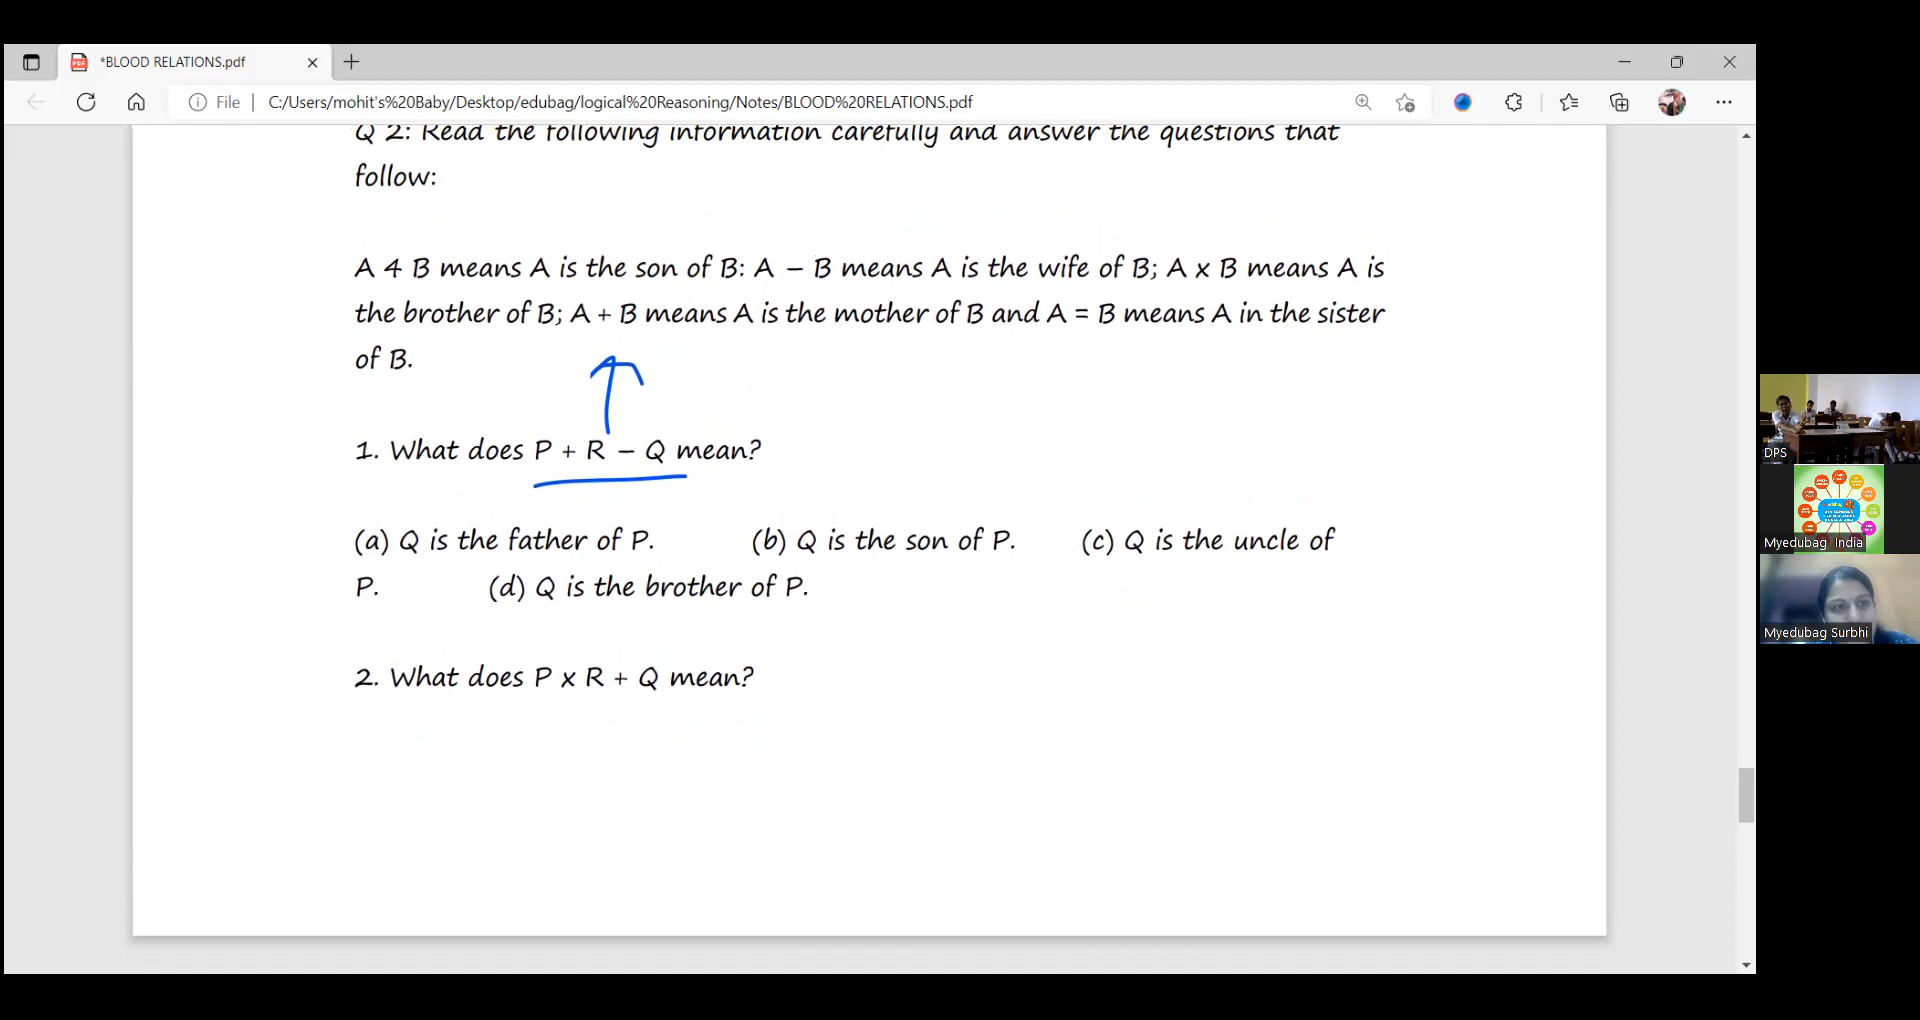 *BLOOD RELATIONS.pdf
File
C:/Users/mohit's%20Baby/Desktop/edubag/logical%20Reasoning/Notes/BLOOD%20RELATIONS.pdf
Q 2: Read the following information carefully and answer the questions that
follow:
A 4 B means A is the son of B: A – B means A is the wife of B; A x B means A is
the brother of B; A + B means A is the mother of B and A = B means A in the sister
of B.
1. What does P + R – Q mean?
(a) Q is the father of P. (b) Q is the son of P. (c) Q is the uncle of
P. (d) Q is the brother of P.
2. What does P x R + Q mean?
DPS
Myedubag India
Myedubag Surbhi